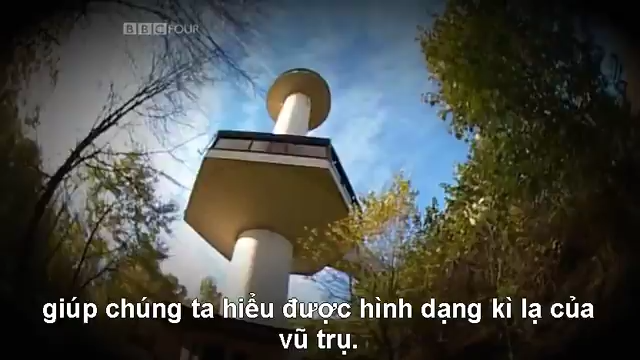 BBC FOUR
giúp chúng ta hiểu được hình dạng kì lạ của
vũ trụ.